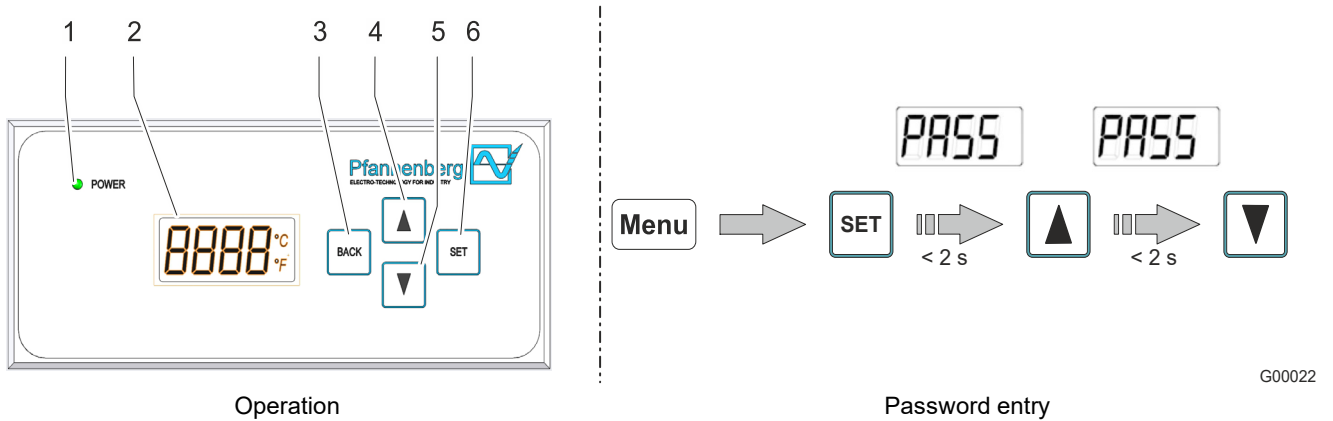 1 2 3 4 5 6
POWER
Pfannenberg
ELECTRO-TECHNOLOGY FOR INDUSTRY
8888 °C
°F
BACK
SET
PASS PASS
Menu SET
< 2 s < 2 s
G00022
Operation Password entry